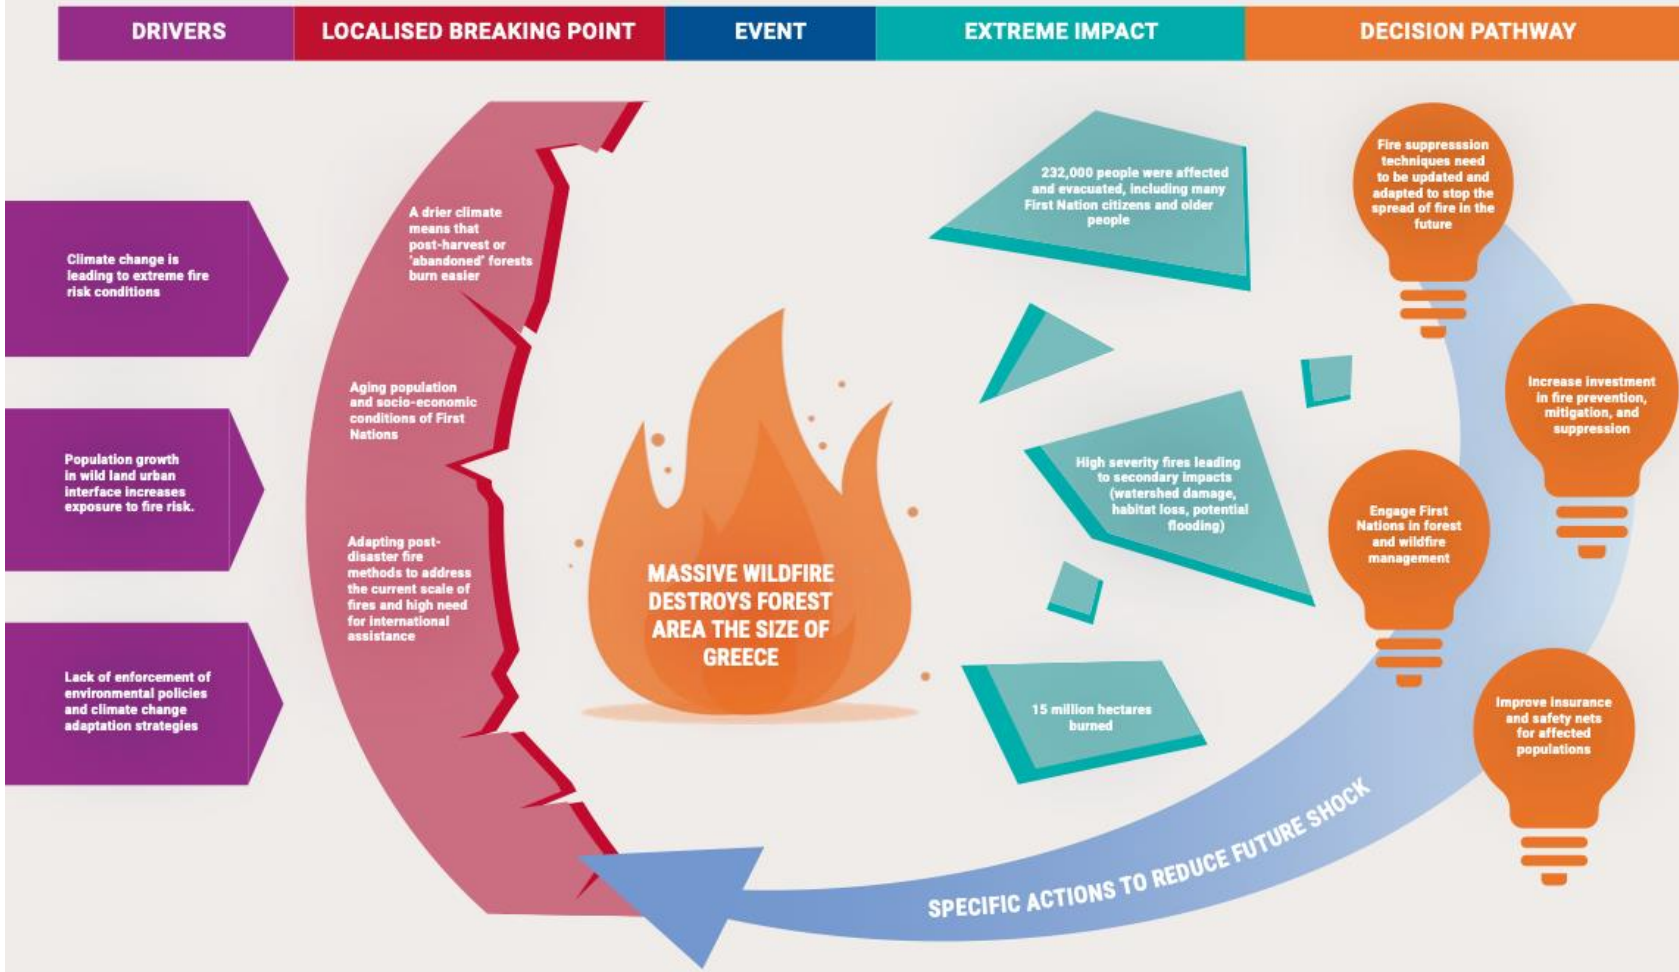 DRIVERS
LOCALISED BREAKING POINT
EVENT
EXTREME IMPACT
DECISION PATHWAY
Climate change is
leading to extreme fire
risk conditions
Population growth
in wild land urban
interface increases
exposure to fire risk.
Lack of enforcement of
environmental policies
and climate change
adaptation strategies
A drier climate
means that
post-harvest or
'abandoned' forests
burn easier
Aging population
and socio-economic
conditions of First
Nations
Adapting post-
disaster fire
methods to address
the current scale of
fires and high need
for international
assistance
MASSIVE WILDFIRE
DESTROYS FOREST
AREA THE SIZE OF
GREECE
232,000 people were affected
and evacuated, including many
First Nation citizens and older
people
High severity fires leading
to secondary impacts
(watershed damage,
habitat loss, potential
flooding)
15 million hectares
burned
Fire suppresssion
techniques need
to be updated and
adapted to stop the
spread of fire in the
future
Increase investment
in fire prevention,
mitigation, and
suppression
Engage First
Nations in forest
and wildfire
management
Improve insurance
and safety nets
for affected
populations
SPECIFIC ACTIONS TO REDUCE FUTURE SHOCK